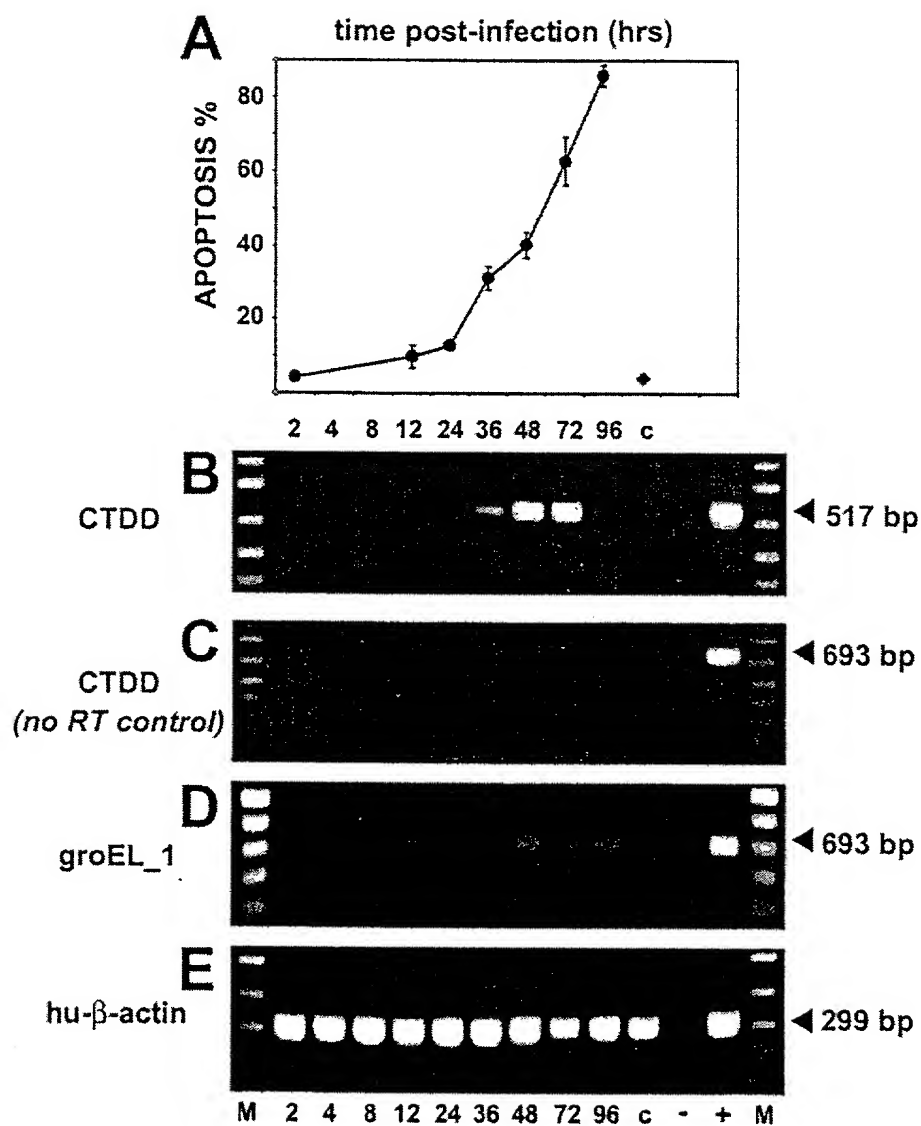 A
time post-infection (hrs)
APOPTOSIS %
80
60
40
20
2 4 8 12 24 36 48 72 96 c
B
CTDD
517 bp
C
CTDD
(no RT control)
693 bp
D
groEL_1
693 bp
E
hu-β-actin
299 bp
M 2 4 8 12 24 36 48 72 96 c - + M